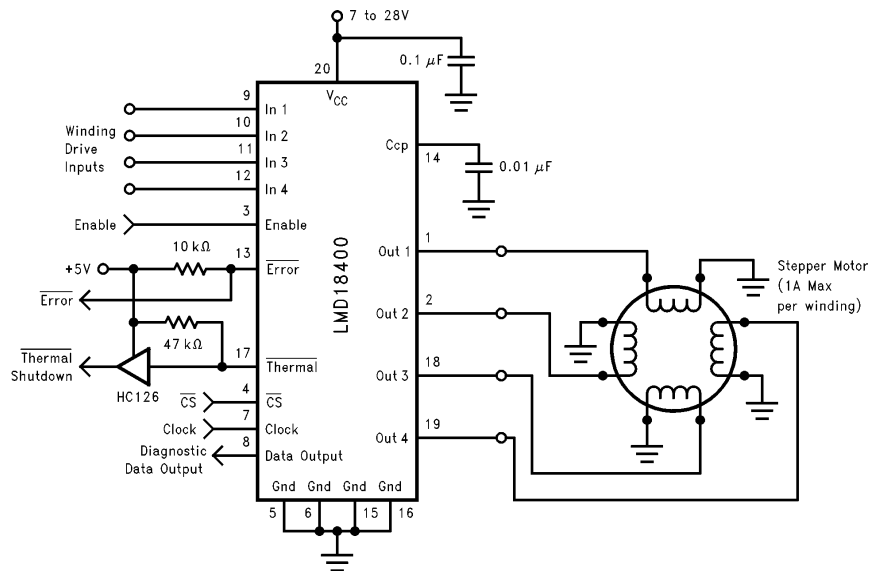 7 to 28V
0.1 μF
20
VCC
9
In 1
10
In 2
11
In 3
12
In 4
Winding
Drive
Inputs
3
Enable
Enable
Ccp
14
0.01 μF
10 kΩ
13
+5V
Error
Error
47 kΩ
17
Thermal
Shutdown
Thermal
HC126
4
CS
CS
7
Clock
Clock
8
Diagnostic
Data Output
Data Output
LMD18400
Out 1
1
Out 2
2
Out 3
18
Out 4
19
Stepper Motor
(1A Max
per winding)
Gnd Gnd Gnd Gnd
5 6 15 16